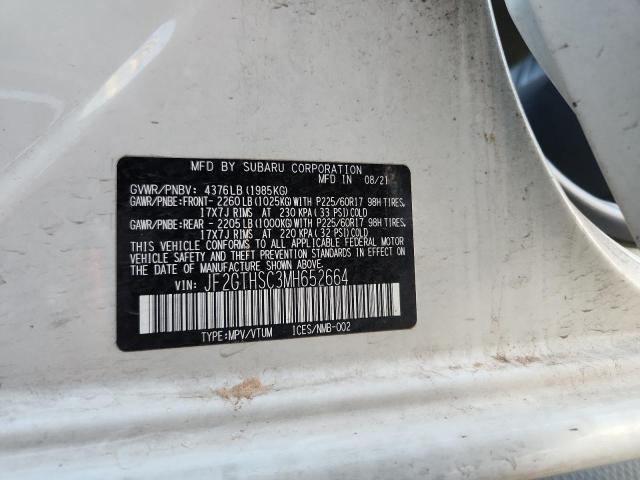 MFD BY SUBARU CORPORATION
MFD IN 08/21
GVWR/PNBV: 4376LB (1985KG)
GAWR/PNBE:FRONT- 2260LB (1025KG) WITH P225/60R17 98H TIRES,
17X7J RIMS AT 230 KPA (33 PSI) COLD
GAWR/PNBE:REAR - 2205LB (1000KG) WITH P225/60R17 98H TIRES,
17X7J RIMS AT 220 KPA (32 PSI) COLD
THIS VEHICLE CONFORMS TO ALL APPLICABLE FEDERAL MOTOR
VEHICLE SAFETY AND THEFT PREVENTION STANDARDS IN EFFECT ON
THE DATE OF MANUFACTURE SHOWN ABOVE.
VIN: JF2GTHSC3MH652664
TYPE:MPV/VTUM ICES/NMB-002